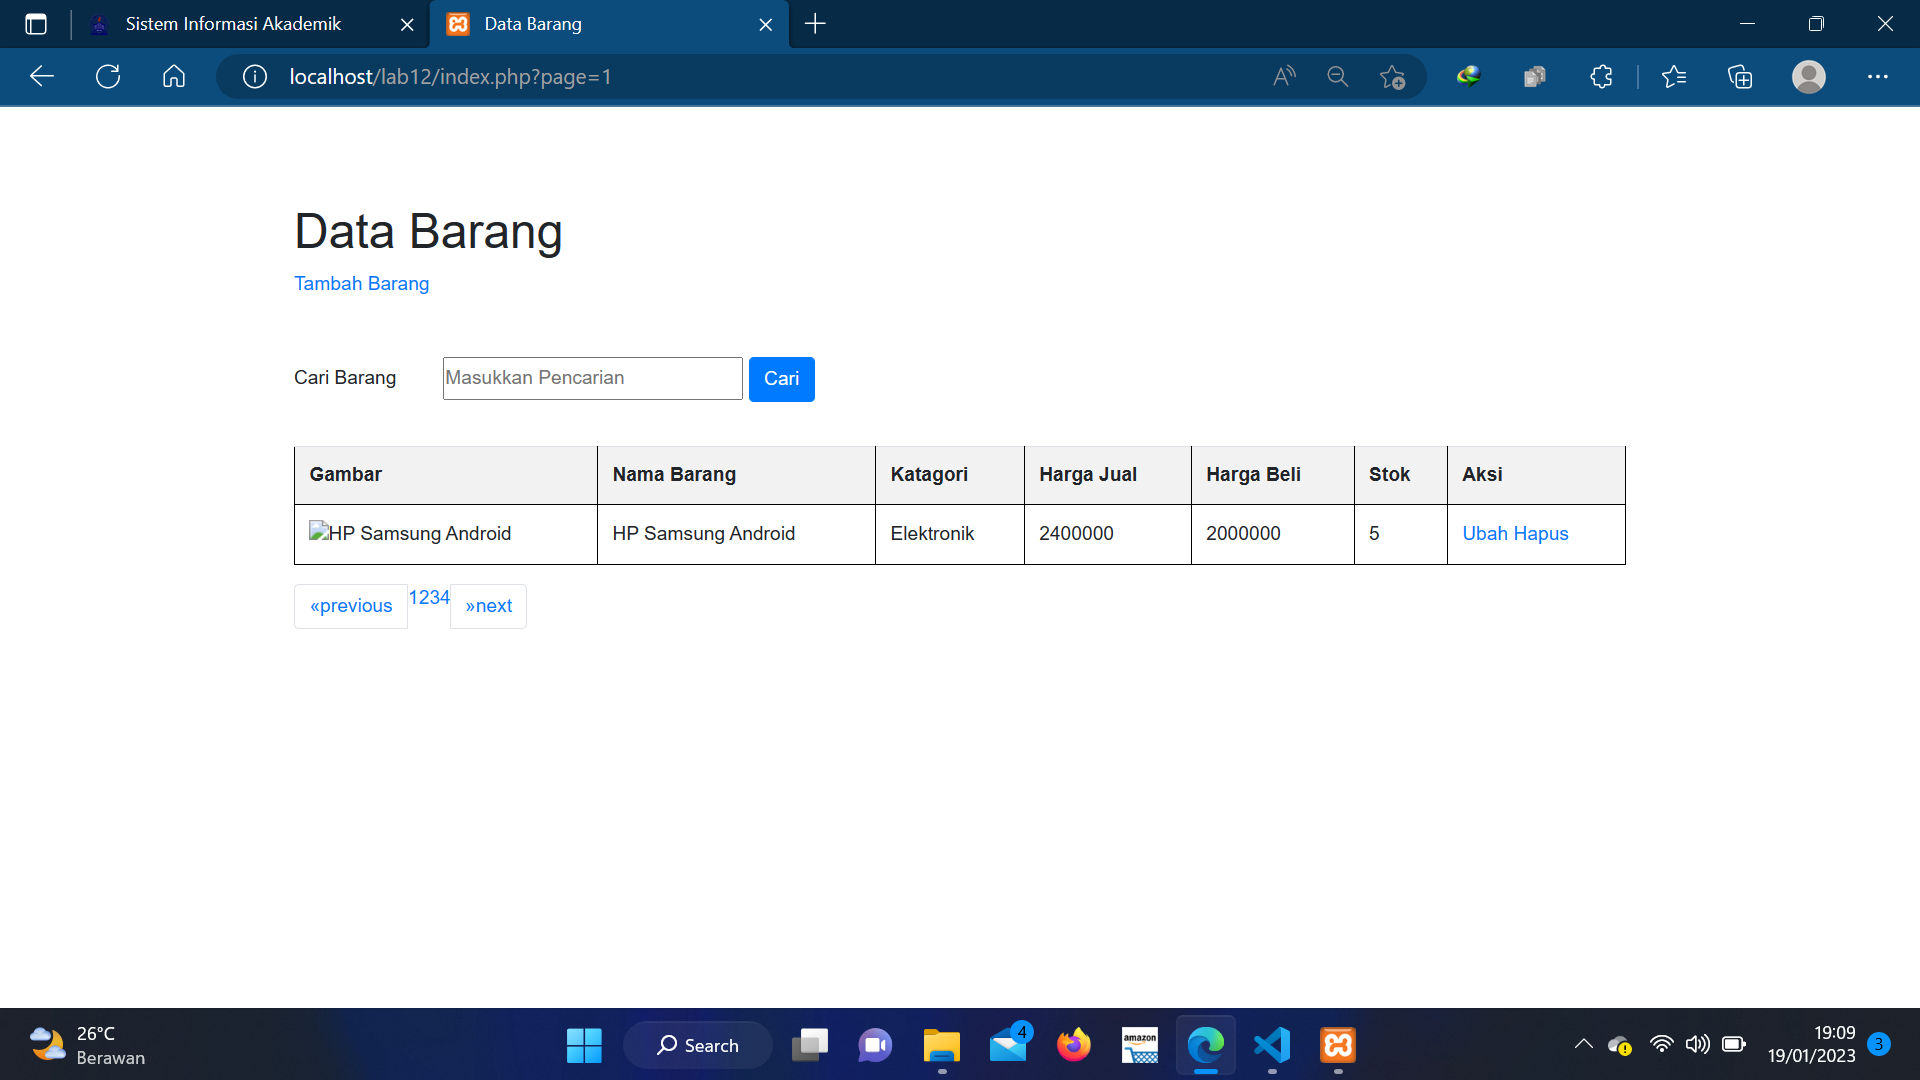 Sistem Informasi Akademik
Data Barang
localhost/lab12/index.php?page=1
Data Barang
Tambah Barang
Cari Barang Masukkan Pencarian Cari
Gambar Nama Barang Katagori Harga Jual Harga Beli Stok Aksi
HP Samsung Android HP Samsung Android Elektronik 2400000 2000000 5 Ubah Hapus
«previous 1234 »next
26°C
Berawan
Search
4
amazon
19:09
19/01/2023
3